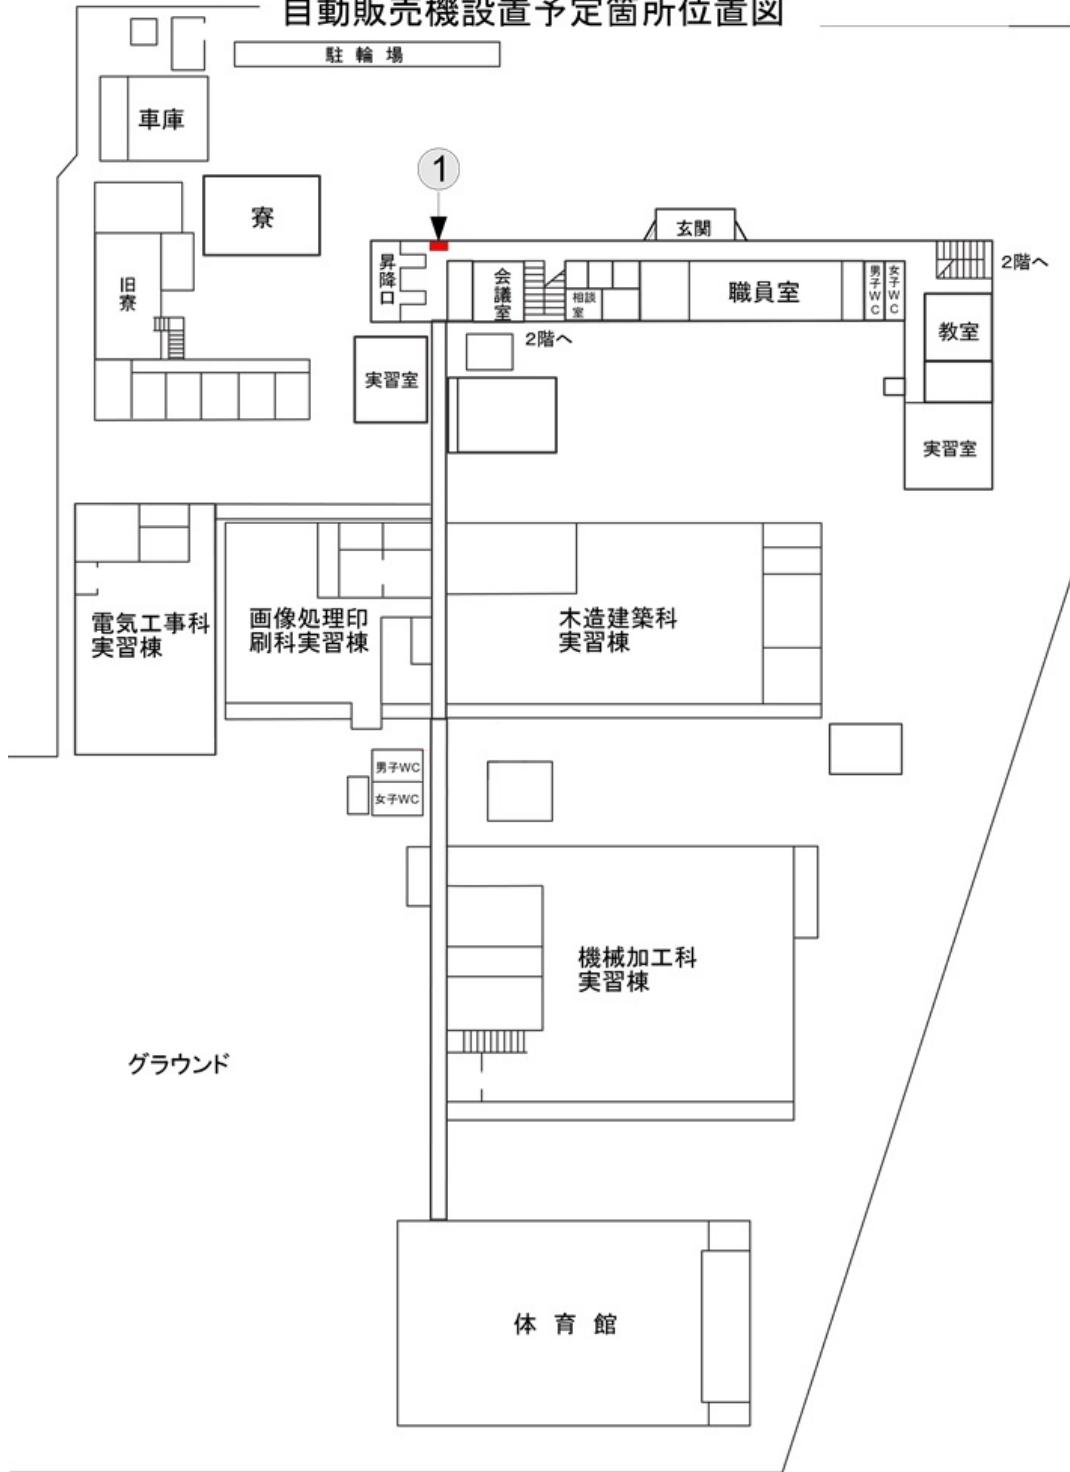 自動販売機設置予定箇所位置図
駐輪場
車庫
1
寮
玄関
昇降口
会議室
相談
室
職員室
男子WC
女子WC
2階へ
旧寮
2階へ
教室
実習室
実習室
電気工事科
実習棟
画像処理印
刷科実習棟
木造建築科
実習棟
男子WC
女子WC
機械加工科
実習棟
グラウンド
体育館